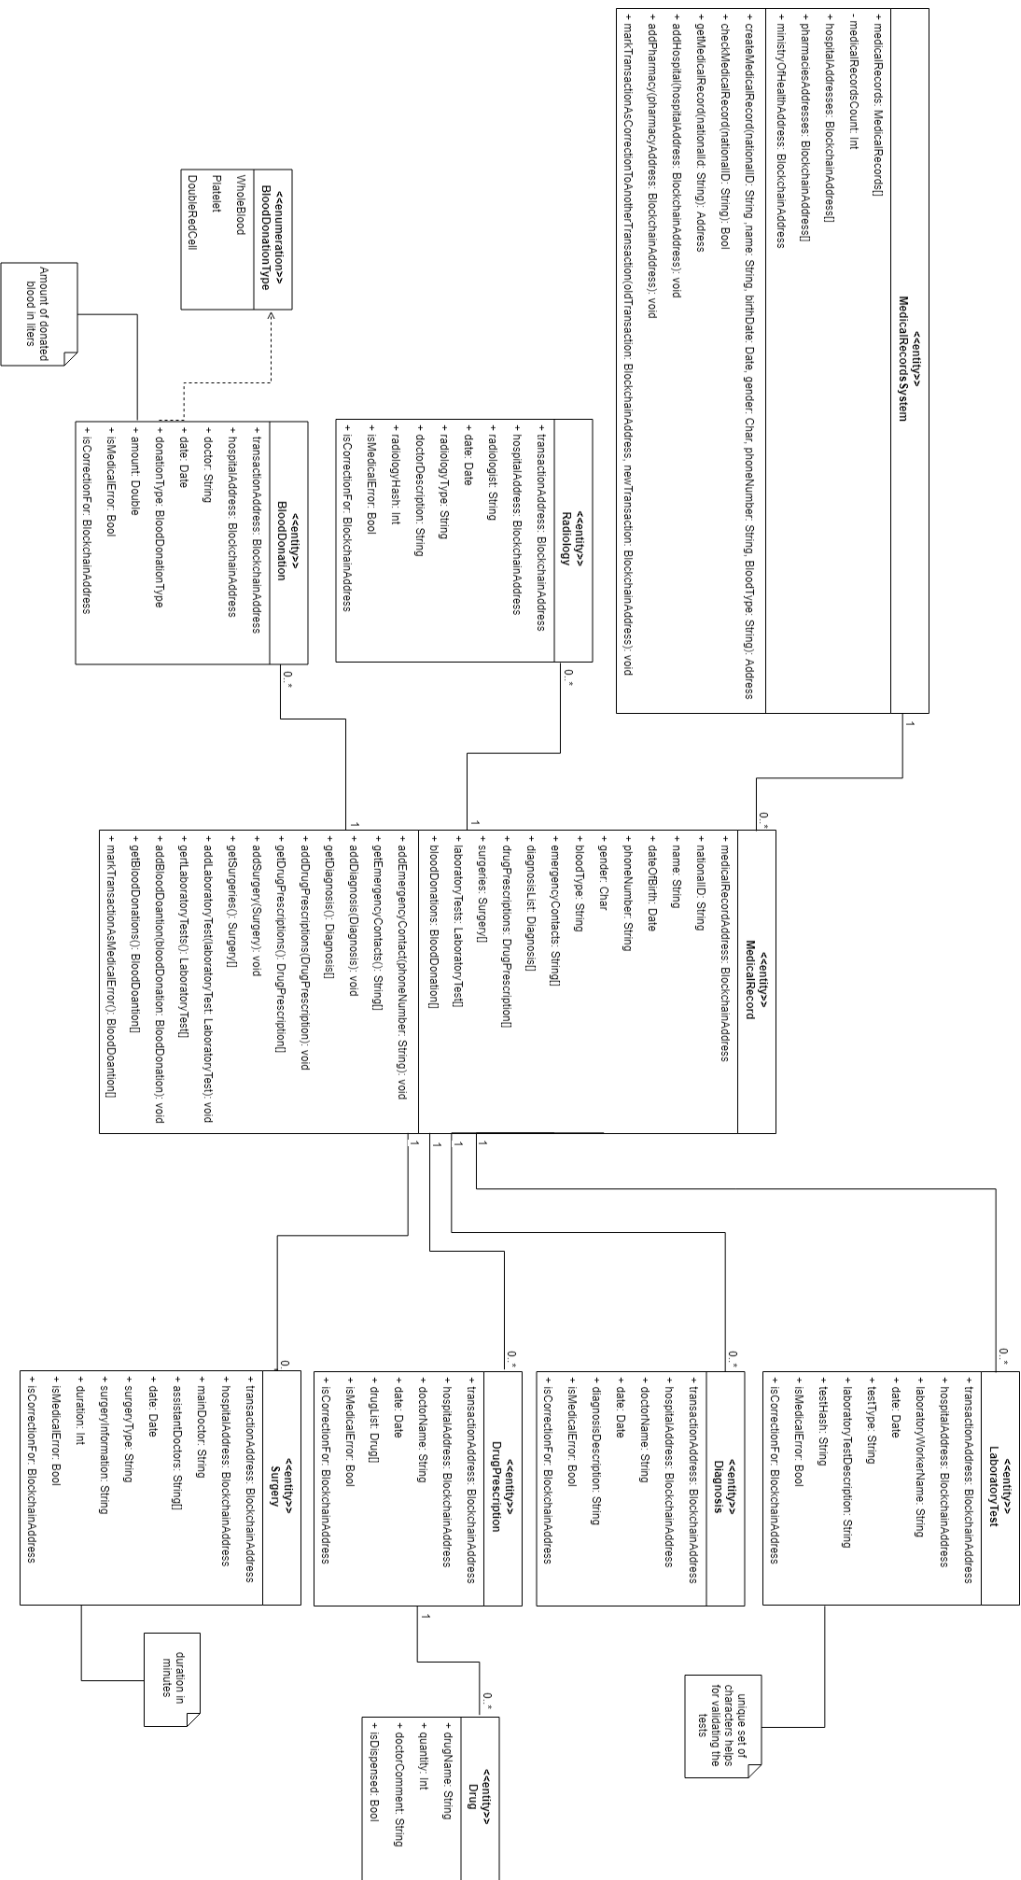 <<entity>>
MedicalRecordsSystem
+ medicalRecords: MedicalRecords[]
- medicalRecordsCount: Int
+ hospitalAddresses: BlockchainAddress[]
+ pharmaciesAddresses: BlockchainAddress[]
+ ministryOfHealthAddress: BlockchainAddress
+ createMedicalRecord(nationalID: String ,name: String, birthDate: Date, gender: Char, phoneNumber: String, BloodType: String): Address
+ checkMedicalRecord(nationalID: String): Bool
+ getMedicalRecord(nationalId: String): Address
+ addHospital(hospitalAddress: BlockchainAddress): void
+ addPharmacy(pharmacyAddress: BlockchainAddress): void
+ markTransactionAsCorrectionToAnotherTransaction(oldTransaction: BlockchainAddress, newTransaction: BlockchainAddress): void
1
0..*
<<entity>>
Radiology
+ transactionAddress: BlockchainAddress
+ hospitalAddress: BlockchainAddress
+ radiologist: String
+ date: Date
+ radiologyType: String
+ doctorDescription: String
+ radiologyHash: Int
+ isMedicalError: Bool
+ isCorrectionFor: BlockchainAddress
0..*
1
<<enumeration>>
BloodDonationType
WholeBlood
Platelet
DoubleRedCell
<<entity>>
BloodDonation
+ transactionAddress: BlockchainAddress
+ hospitalAddress: BlockchainAddress
+ doctor: String
+ date: Date
+ donationType: BloodDonationType
+ amount: Double
+ isMedicalError: Bool
+ isCorrectionFor: BlockchainAddress
0..*
1
Amount of donated
blood in liters
<<entity>>
MedicalRecord
+ medicalRecordAddress: BlockchainAddress
+ nationalID: String
+ name: String
+ dateOfBirth: Date
+ phoneNumber: String
+ gender: Char
+ bloodType: String
+ emergencyContacts: String[]
+ diagnosisList: Diagnosis[]
+ drugPrescriptions: DrugPrescription[]
+ surgeries: Surgery[]
+ laboratoryTests: LaboratoryTest[]
+ bloodDonations: BloodDonation[]
+ addEmergencyContact(phoneNumber: String): void
+ getEmergencyContacts(): String[]
+ addDiagnosis(Diagnosis): void
+ getDiagnosis(): Diagnosis[]
+ addDrugPrescriptions(DrugPrescription): void
+ getDrugPrescriptions(): DrugPrescription[]
+ addSurgery(Surgery): void
+ getSurgeries(): Surgery[]
+ addLaboratoryTest(laboratoryTest: LaboratoryTest): void
+ gertLaboratoryTests(): LaboratoryTest[]
+ addBloodDoantion(bloodDonation: BloodDonation): void
+ getBloodDonations(): BloodDoantion[]
+ markTransactionAsMedicalError(): BloodDoantion[]
1
1
1
1
0..*
<<entity>>
LaboratoryTest
+ transactionAddress: BlockchainAddress
+ hospitalAddress: BlockchainAddress
+ laboratoryWorkerName: String
+ date: Date
+ testType: String
+ laboratoryTestDescription: String
+ testHash: String
+ isMedicalError: Bool
+ isCorrectionFor: BlockchainAddress
unique set of
characters helps
for validating the
tests
0..*
<<entity>>
Diagnosis
+ transactionAddress: BlockchainAddress
+ hospitalAddress: BlockchainAddress
+ doctorName: String
+ date: Date
+ diagnosisDescription: String
+ isMedicalError: Bool
+ isCorrectionFor: BlockchainAddress
0..*
<<entity>>
DrugPrescription
+ transactionAddress: BlockchainAddress
+ hospitalAddress: BlockchainAddress
+ doctorName: String
+ date: Date
+ drugList: Drug[]
+ isMedicalError: Bool
+ isCorrectionFor: BlockchainAddress
1
0..*
<<entity>>
Drug
+ drugName: String
+ quantity: Int
+ doctorComment: String
+ isDispensed: Bool
0..
<<entity>>
Surgery
+ transactionAddress: BlockchainAddress
+ hospitalAddress: BlockchainAddress
+ mainDoctor: String
+ assistantDoctors: String[]
+ date: Date
+ surgeryType: String
+ surgeryInformation: String
+ duration: Int
+ isMedicalError: Bool
+ isCorrectionFor: BlockchainAddress
duration in
minutes